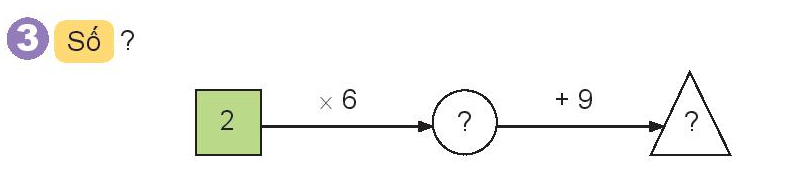 3 Số ?
× 6 + 9
2 ? ?